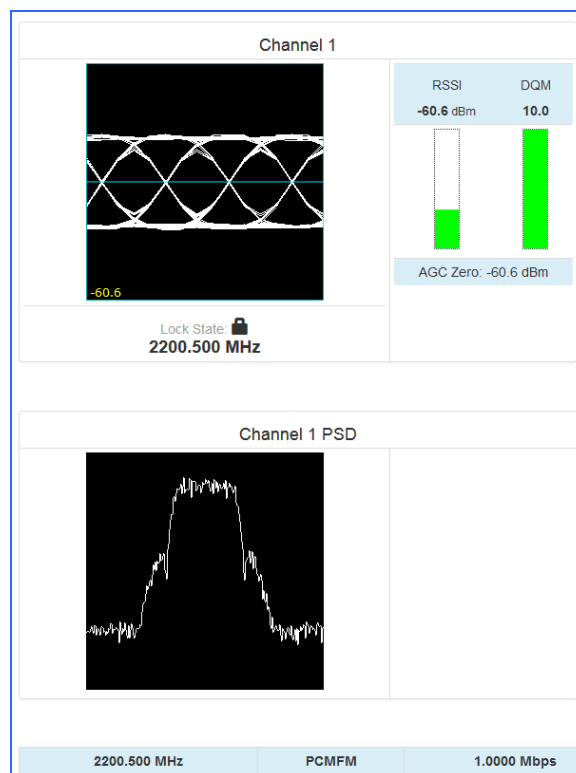 Channel 1
RSSI DQM
-60.6 dBm 10.0
-60.6
AGC Zero: -60.6 dBm
Lock State:
2200.500 MHz
Channel 1 PSD
2200.500 MHz PCMFM 1.0000 Mbps